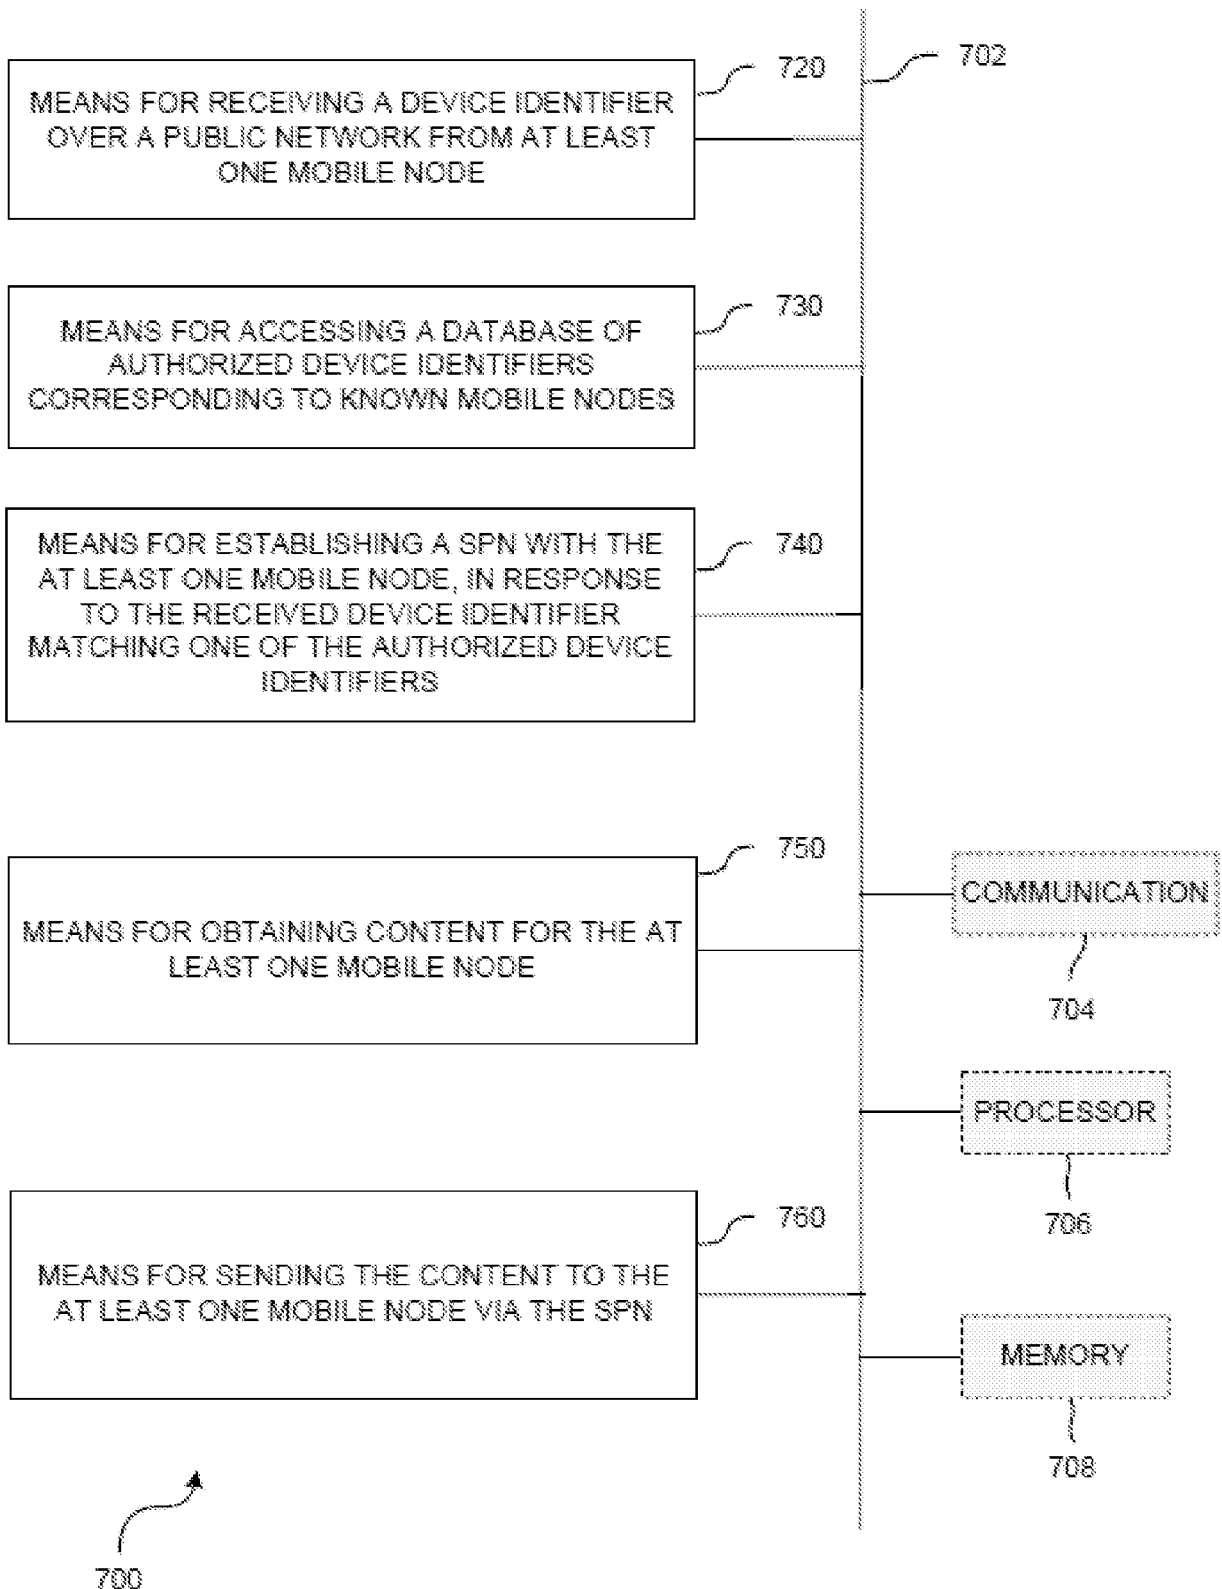 702
720
MEANS FOR RECEIVING A DEVICE IDENTIFIER
OVER A PUBLIC NETWORK FROM AT LEAST
ONE MOBILE NODE
730
MEANS FOR ACCESSING A DATABASE OF
AUTHORIZED DEVICE IDENTIFIERS
CORRESPONDING TO KNOWN MOBILE NODES
740
MEANS FOR ESTABLISHING A SPN WITH THE
AT LEAST ONE MOBILE NODE, IN RESPONSE
TO THE RECEIVED DEVICE IDENTIFIER
MATCHING ONE OF THE AUTHORIZED DEVICE
IDENTIFIERS
750
MEANS FOR OBTAINING CONTENT FOR THE AT
LEAST ONE MOBILE NODE
COMMUNICATION
704
PROCESSOR
706
760
MEANS FOR SENDING THE CONTENT TO THE
AT LEAST ONE MOBILE NODE VIA THE SPN
MEMORY
708
700